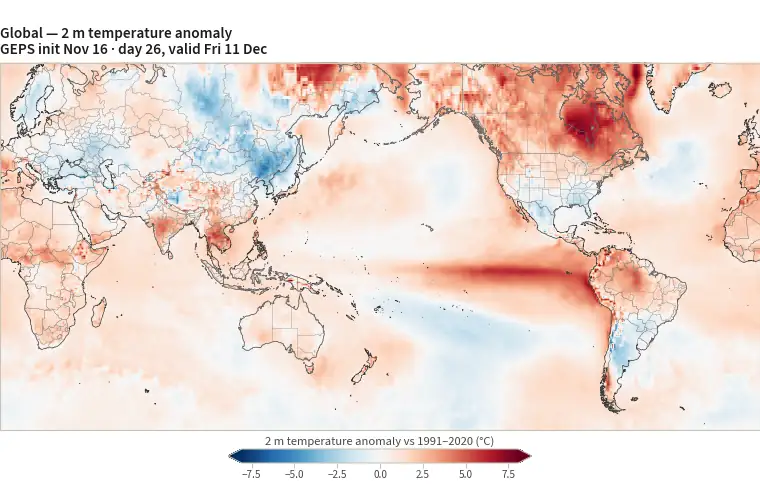 Global — 2 m temperature anomaly
GEPS init Nov 16 · day 26, valid Fri 11 Dec
2 m temperature anomaly vs 1991–2020 (°C)
−7.5 −5.0 −2.5 0.0 2.5 5.0 7.5